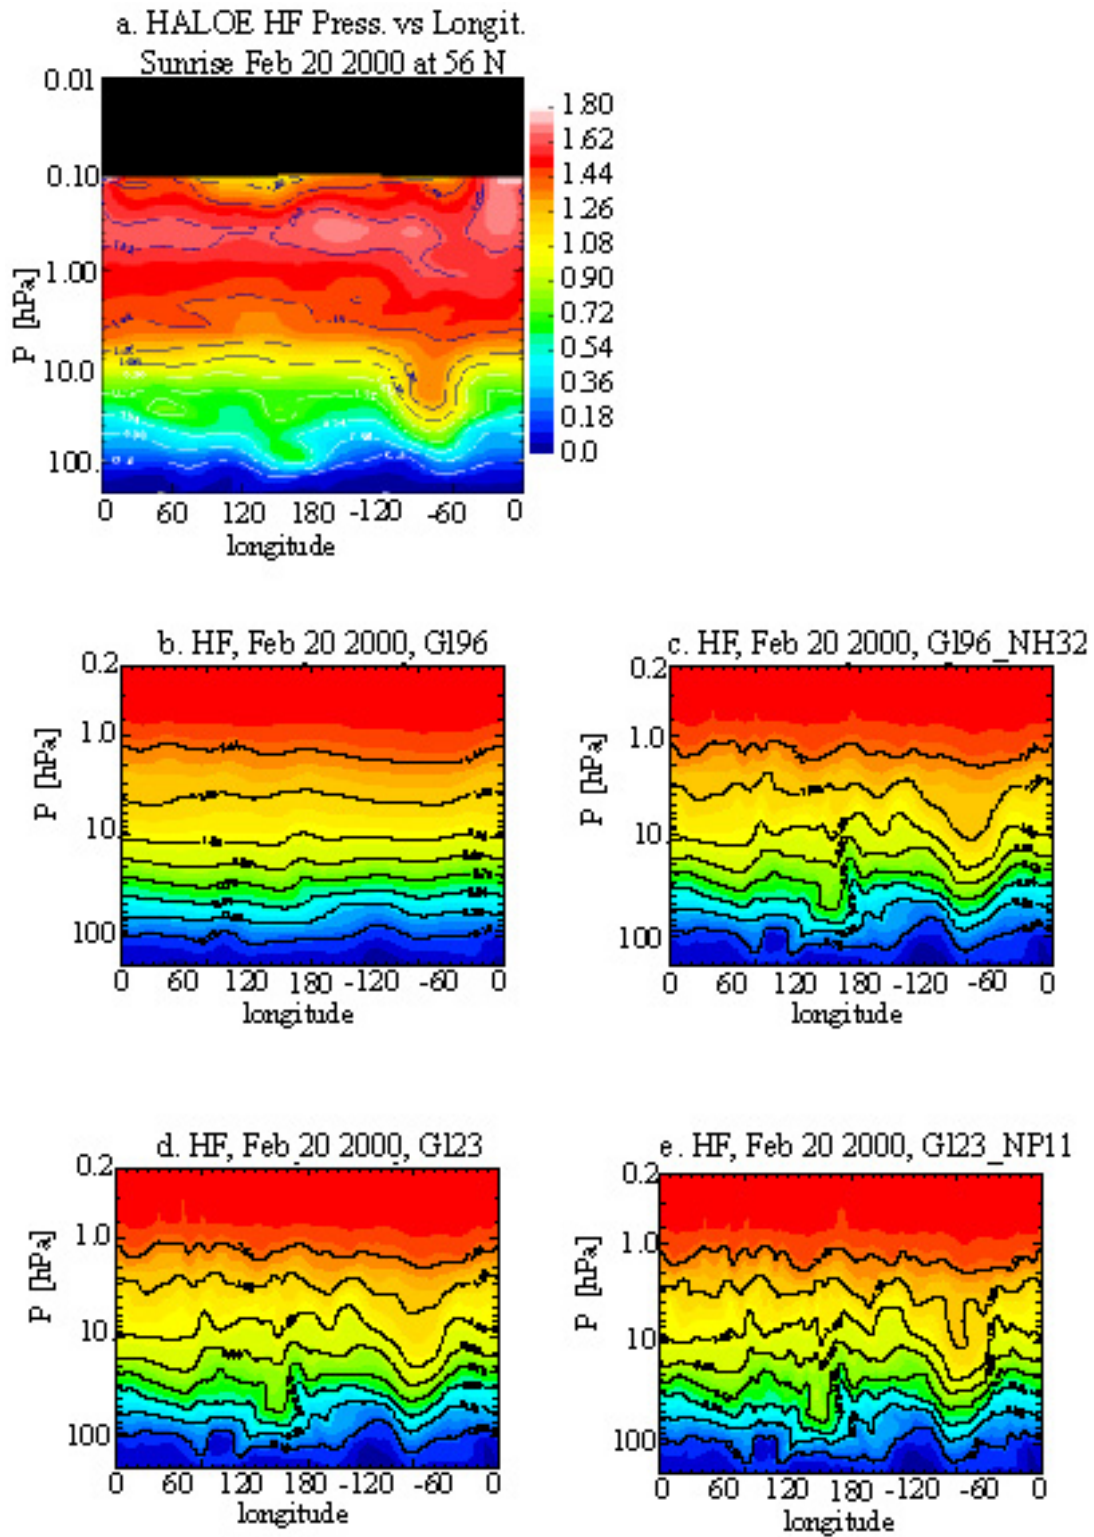 a. HALOE HF Press. vs Longit.
Sunrise Feb 20 2000 at 56 N
0.01
0.10
1.00
10.0
100.
P [hPa]
0 60 120 180 -120 -60 0
longitude
1.80
1.62
1.44
1.26
1.08
0.90
0.72
0.54
0.36
0.18
0.0
b. HF, Feb 20 2000, Gl96
0.2
1.0
10
100
P [hPa]
0 60 120 180 -120 -60 0
longitude
c. HF, Feb 20 2000, Gl96_NH32
0.2
1.0
10
100
P [hPa]
0 60 120 180 -120 -60 0
longitude
d. HF, Feb 20 2000, Gl23
0.2
1.0
10
100
P [hPa]
0 60 120 180 -120 -60 0
longitude
e. HF, Feb 20 2000, Gl23_NP11
0.2
1.0
10
100
P [hPa]
0 60 120 180 -120 -60 0
longitude